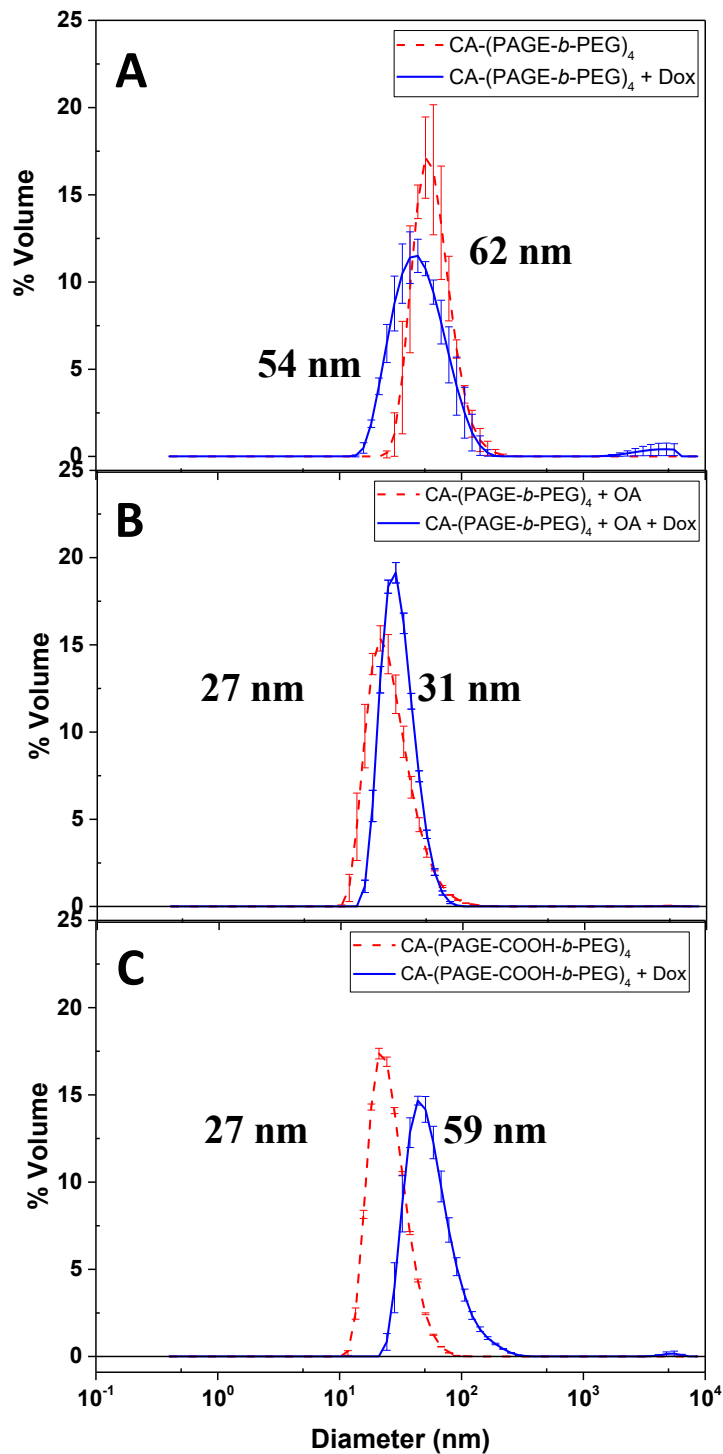 A
CA-(PAGE-b-PEG)₄
CA-(PAGE-b-PEG)₄ + Dox
25
20
15
10
5
0
% Volume
62 nm
54 nm
B
CA-(PAGE-b-PEG)₄ + OA
CA-(PAGE-b-PEG)₄ + OA + Dox
25
20
15
10
5
0
% Volume
27 nm
31 nm
C
CA-(PAGE-COOH-b-PEG)₄
CA-(PAGE-COOH-b-PEG)₄ + Dox
25
20
15
10
5
0
% Volume
27 nm
59 nm
10⁻¹ 10⁰ 10¹ 10² 10³ 10⁴
Diameter (nm)